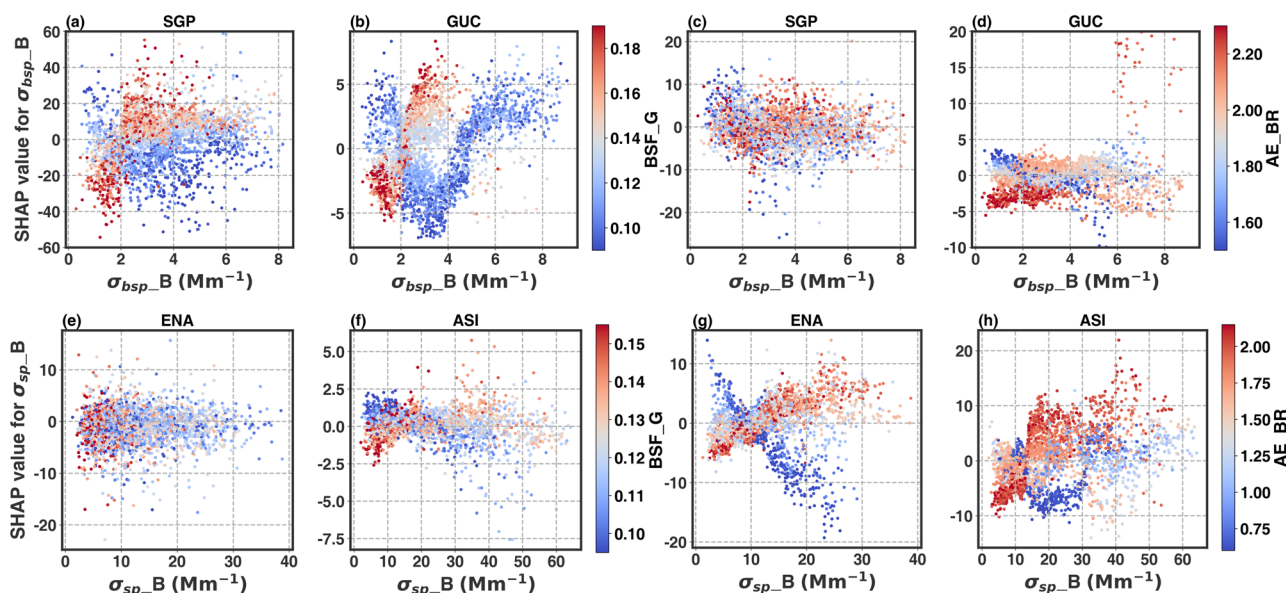 (a) SGP
(b) GUC
(c) SGP
(d) GUC
SHAP value for σbsp_B
60
40
20
0
-20
-40
-60
0 2 4 6 8
σbsp_B (Mm⁻¹)
5
0
-5
0 2 4 6 8
σbsp_B (Mm⁻¹)
0.18
0.16
0.14
0.12
0.10
BSF_G
20
10
0
-10
-20
0 2 4 6 8
σbsp_B (Mm⁻¹)
20
15
10
5
0
-5
-10
0 2 4 6 8
σbsp_B (Mm⁻¹)
2.20
2.00
1.80
1.60
AE_BR
(e) ENA
(f) ASI
(g) ENA
(h) ASI
SHAP value for σsp_B
10
0
-10
-20
0 10 20 30 40
σsp_B (Mm⁻¹)
5.0
2.5
0.0
-2.5
-5.0
-7.5
0 10 20 30 40 50 60
σsp_B (Mm⁻¹)
0.15
0.14
0.13
0.12
0.11
0.10
BSF_G
10
0
-10
-20
0 10 20 30 40
σsp_B (Mm⁻¹)
20
10
0
-10
0 10 20 30 40 50 60
σsp_B (Mm⁻¹)
2.00
1.75
1.50
1.25
1.00
0.75
AE_BR